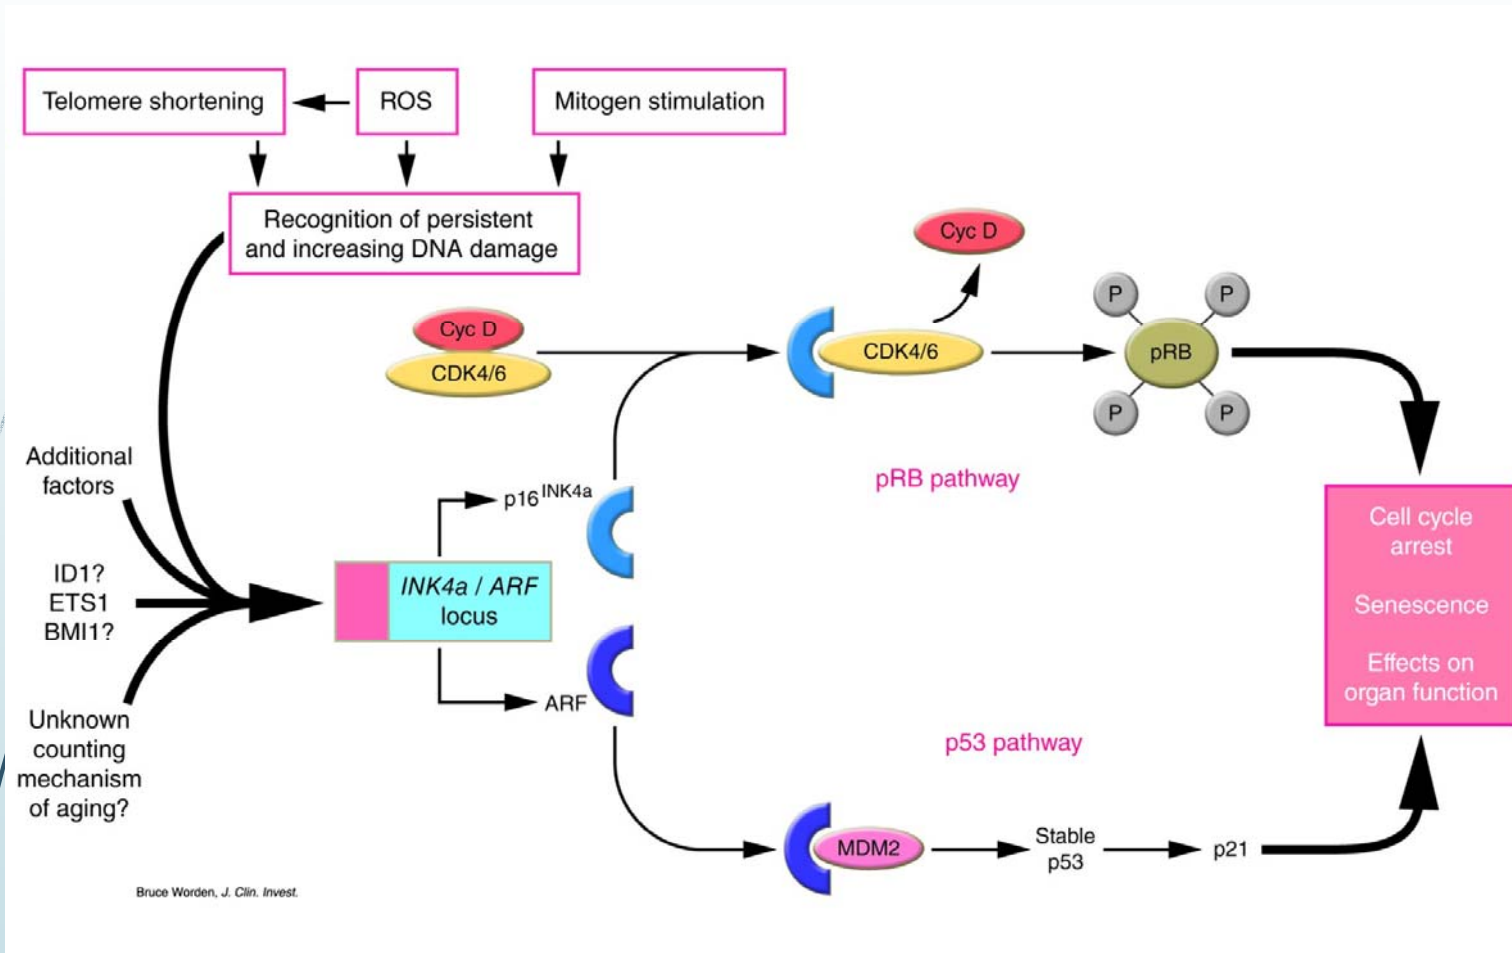 Telomere shortening
ROS
Mitogen stimulation
Recognition of persistent
and increasing DNA damage
Cyc D
Cyc D
CDK4/6
CDK4/6
P
P
pRB
P
P
Additional
factors
pRB pathway
p16INK4a
ID1?
ETS1
BMI1?
INK4a / ARF
locus
Cell cycle
arrest
Senescence
Effects on
organ function
ARF
Unknown
counting
mechanism
of aging?
p53 pathway
MDM2
Stable
p53
p21
Bruce Worden, J. Clin. Invest.